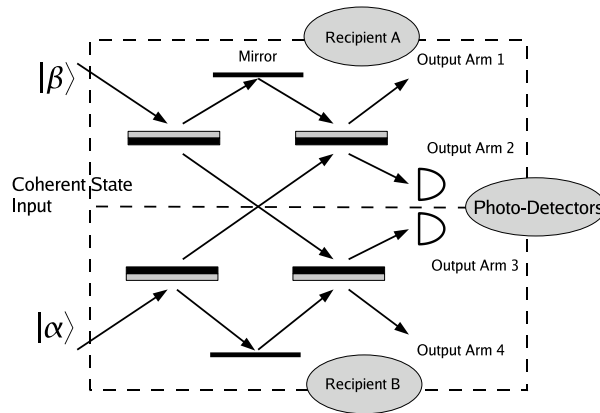 Recipient A
Mirror
Output Arm 1
|β⟩
Output Arm 2
Coherent State
Input
Photo-Detectors
Output Arm 3
|α⟩
Output Arm 4
Recipient B